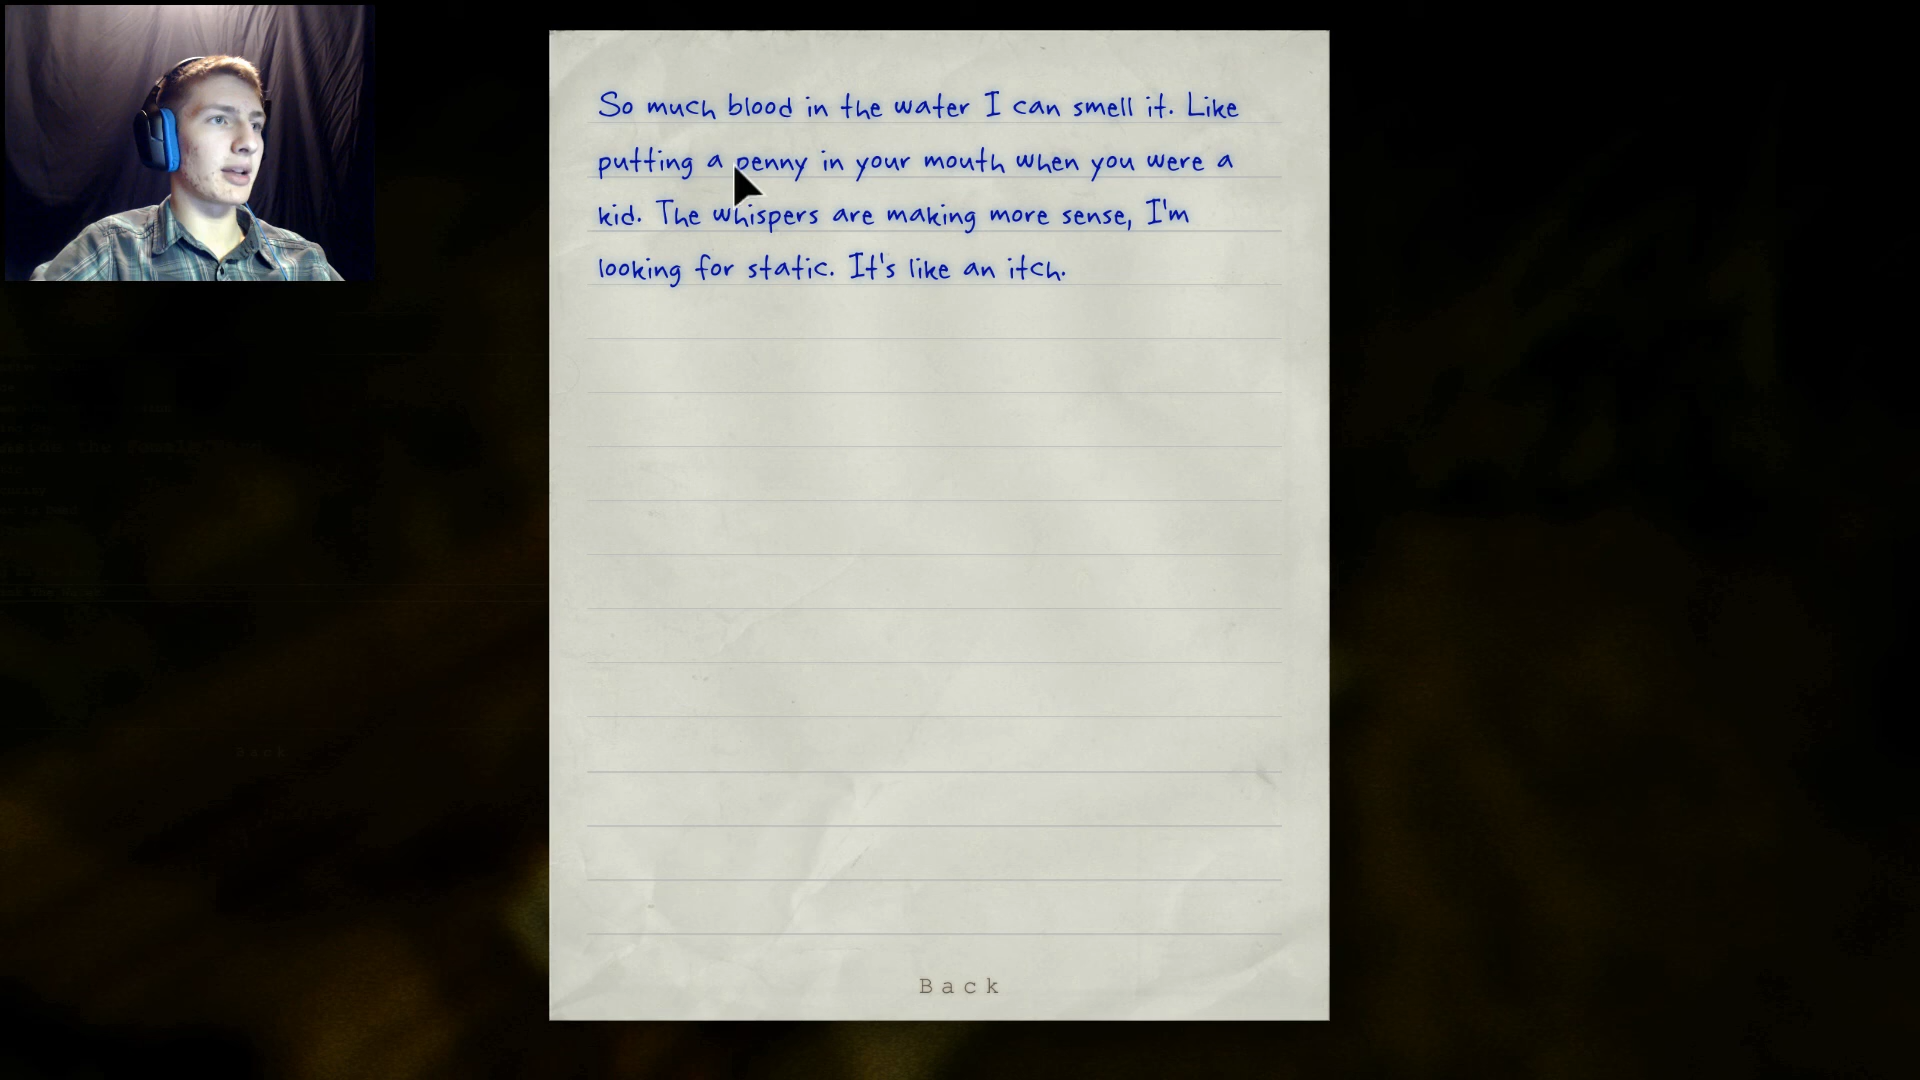 So much blood in the water I can smell it. Like
putting a penny in your mouth when you were a
kid. The whispers are making more sense, I'm
looking for static. It's like an itch.
Back
Back